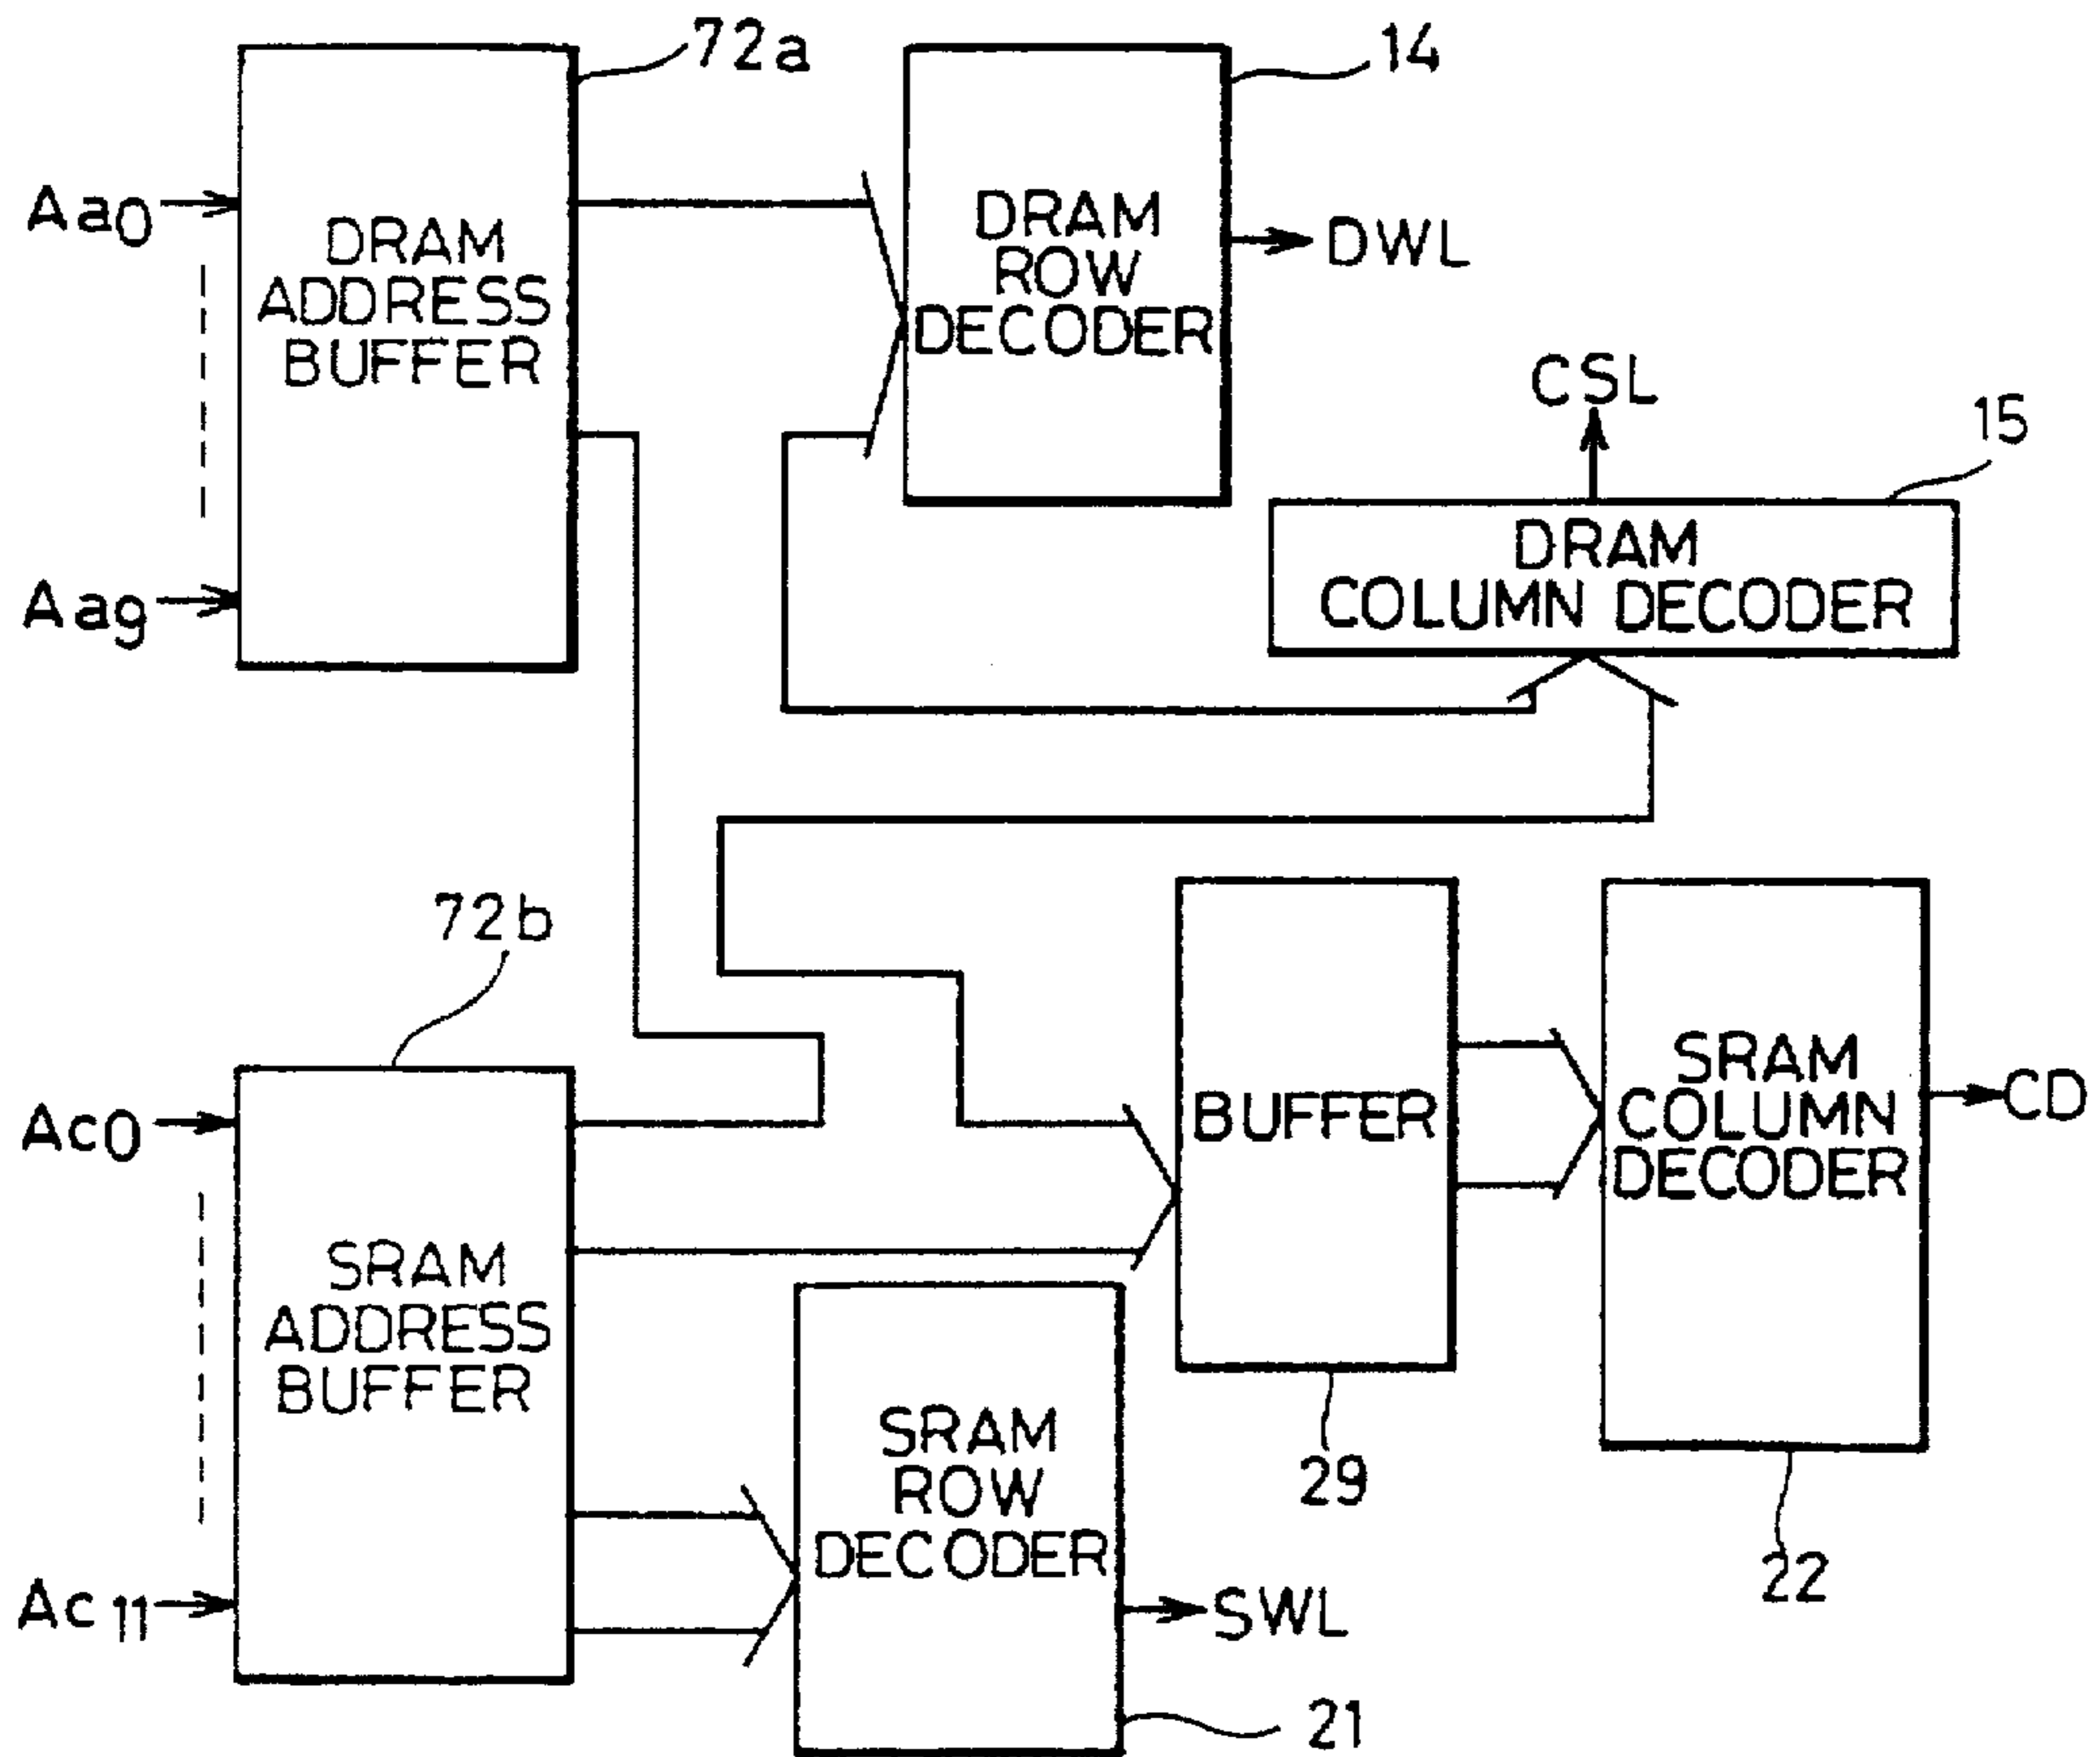 72a
14
Aa0
DRAM
ADDRESS
BUFFER
DRAM
ROW
DECODER
DWL
CSL
15
Aa9
DRAM
COLUMN DECODER
72b
Ac0
BUFFER
SRAM
COLUMN
DECODER
CD
SRAM
ADDRESS
BUFFER
SRAM
ROW
DECODER
29
22
Ac11
SWL
21